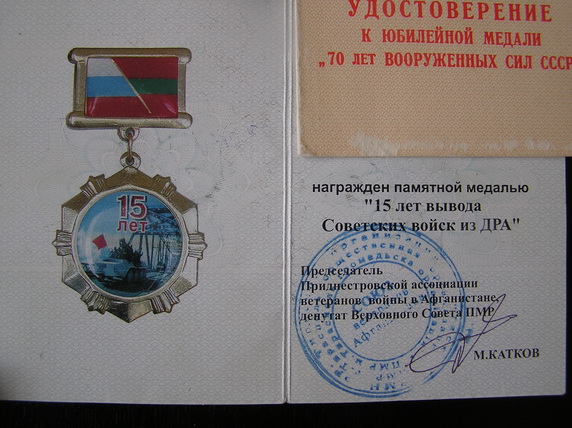 15
ЛЕТ
УДОСТОВЕРЕНИЕ
К ЮБИЛЕЙНОЙ МЕДАЛИ
„70 ЛЕТ ВООРУЖЕННЫХ СИЛ СССР
награжден памятной медалью
"15 лет вывода
Советских войск из ДРА"
Председатель
Приднестровской ассоциации
ветеранов войны в Афганистане,
депутат Верховного Совета ПМР
М.КАТКОВ